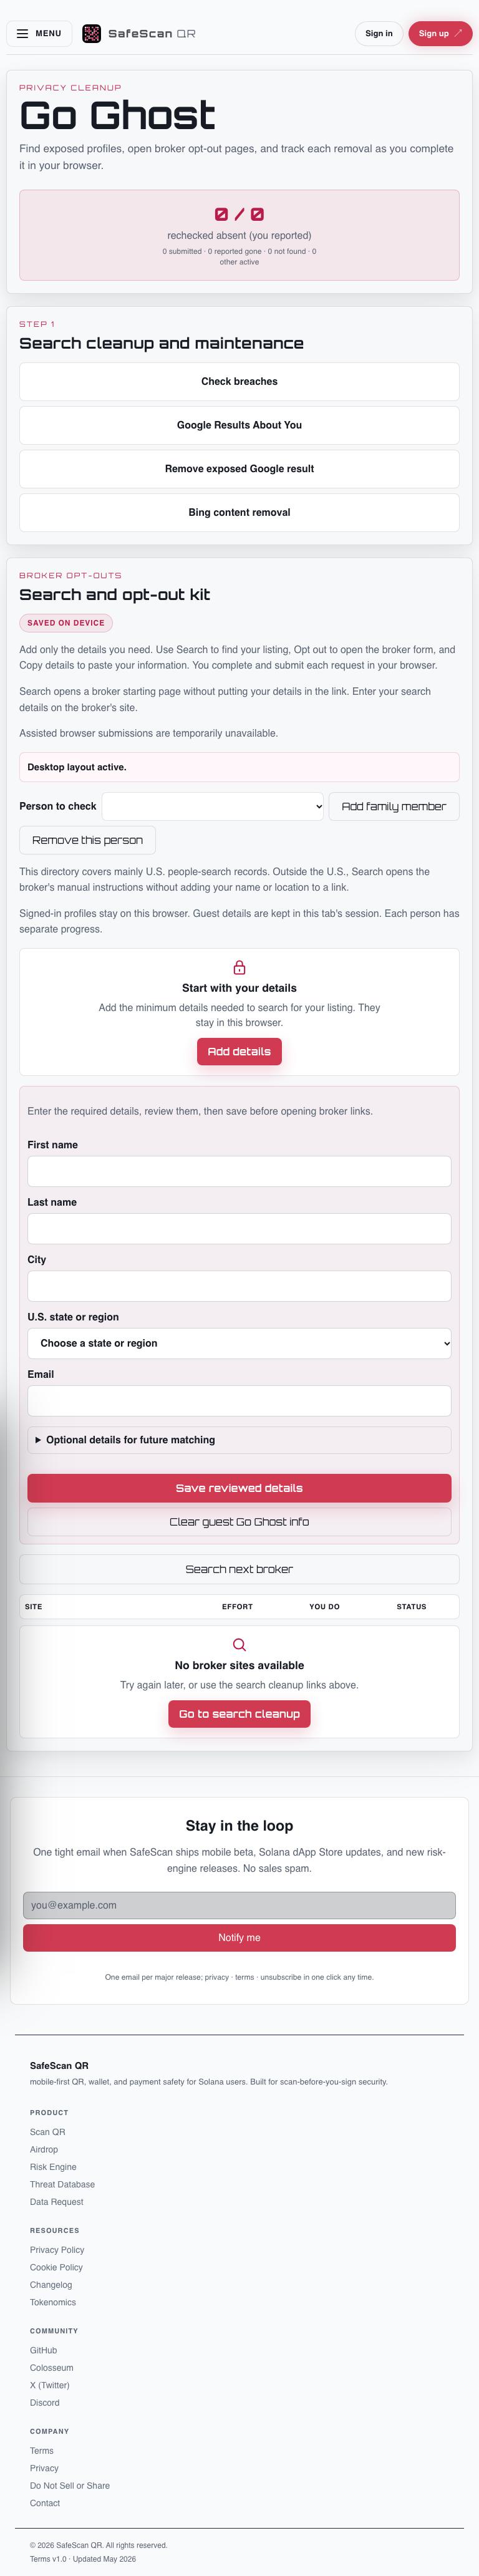 MENU
SafeScan QR
Sign in
Sign up ↗
PRIVACY CLEANUP
Go Ghost
Find exposed profiles, open broker opt-out pages, and track each removal as you complete
it in your browser.
0 / 0
rechecked absent (you reported)
0 submitted · 0 reported gone · 0 not found · 0
other active
STEP 1
Search cleanup and maintenance
Check breaches
Google Results About You
Remove exposed Google result
Bing content removal
BROKER OPT-OUTS
Search and opt-out kit
SAVED ON DEVICE
Add only the details you need. Use Search to find your listing, Opt out to open the broker form, and
Copy details to paste your information. You complete and submit each request in your browser.
Search opens a broker starting page without putting your details in the link. Enter your search
details on the broker's site.
Assisted browser submissions are temporarily unavailable.
Desktop layout active.
Person to check
Add family member
Remove this person
This directory covers mainly U.S. people-search records. Outside the U.S., Search opens the
broker's manual instructions without adding your name or location to a link.
Signed-in profiles stay on this browser. Guest details are kept in this tab's session. Each person has
separate progress.
Start with your details
Add the minimum details needed to search for your listing. They
stay in this browser.
Add details
Enter the required details, review them, then save before opening broker links.
First name
Last name
City
U.S. state or region
Choose a state or region
Email
Optional details for future matching
Save reviewed details
Clear guest Go Ghost info
Search next broker
SITE EFFORT YOU DO STATUS
No broker sites available
Try again later, or use the search cleanup links above.
Go to search cleanup
Stay in the loop
One tight email when SafeScan ships mobile beta, Solana dApp Store updates, and new risk-
engine releases. No sales spam.
you@example.com
Notify me
One email per major release; privacy · terms · unsubscribe in one click any time.
SafeScan QR
mobile-first QR, wallet, and payment safety for Solana users. Built for scan-before-you-sign security.
PRODUCT
Scan QR
Airdrop
Risk Engine
Threat Database
Data Request
RESOURCES
Privacy Policy
Cookie Policy
Changelog
Tokenomics
COMMUNITY
GitHub
Colosseum
X (Twitter)
Discord
COMPANY
Terms
Privacy
Do Not Sell or Share
Contact
© 2026 SafeScan QR. All rights reserved.
Terms v1.0 · Updated May 2026